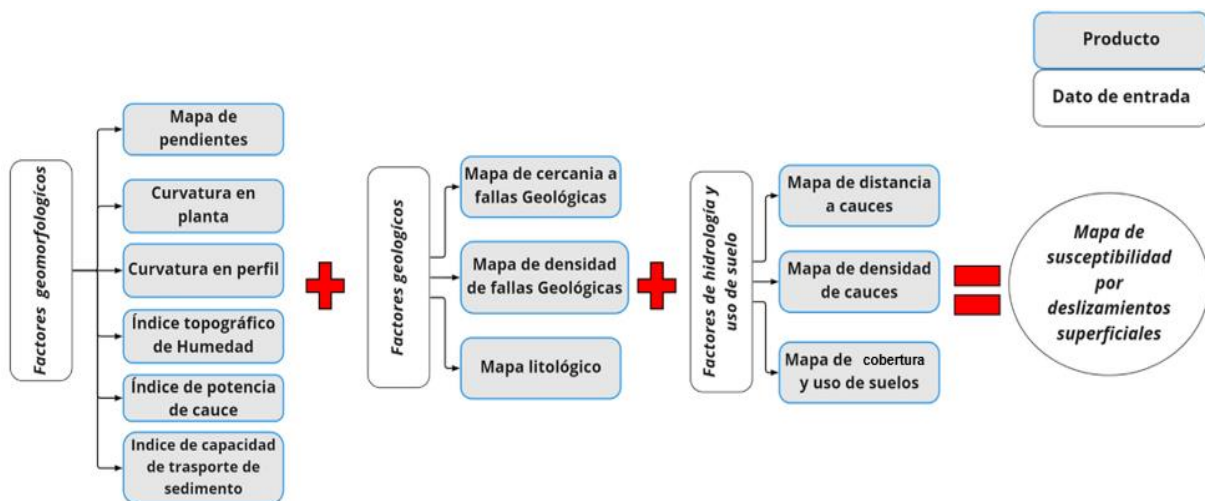 Producto
Dato de entrada
Factores geomorfologícos
Mapa de
pendientes
Curvatura en
planta
Curvatura en perfil
Índice topográfico
de Humedad
Índice de potencia
de cauce
Indice de capacidad
de trasporte de
sedimento
Factores geológicos
Mapa de cercania a
fallas Geológicas
Mapa de densidad
de fallas Geológicas
Mapa litológico
Factores de hidrología y
uso de suelo
Mapa de distancia
a cauces
Mapa de densidad
de cauces
Mapa de cobertura
y uso de suelos
Mapa de
susceptibilidad
por
deslizamientos
superficiales